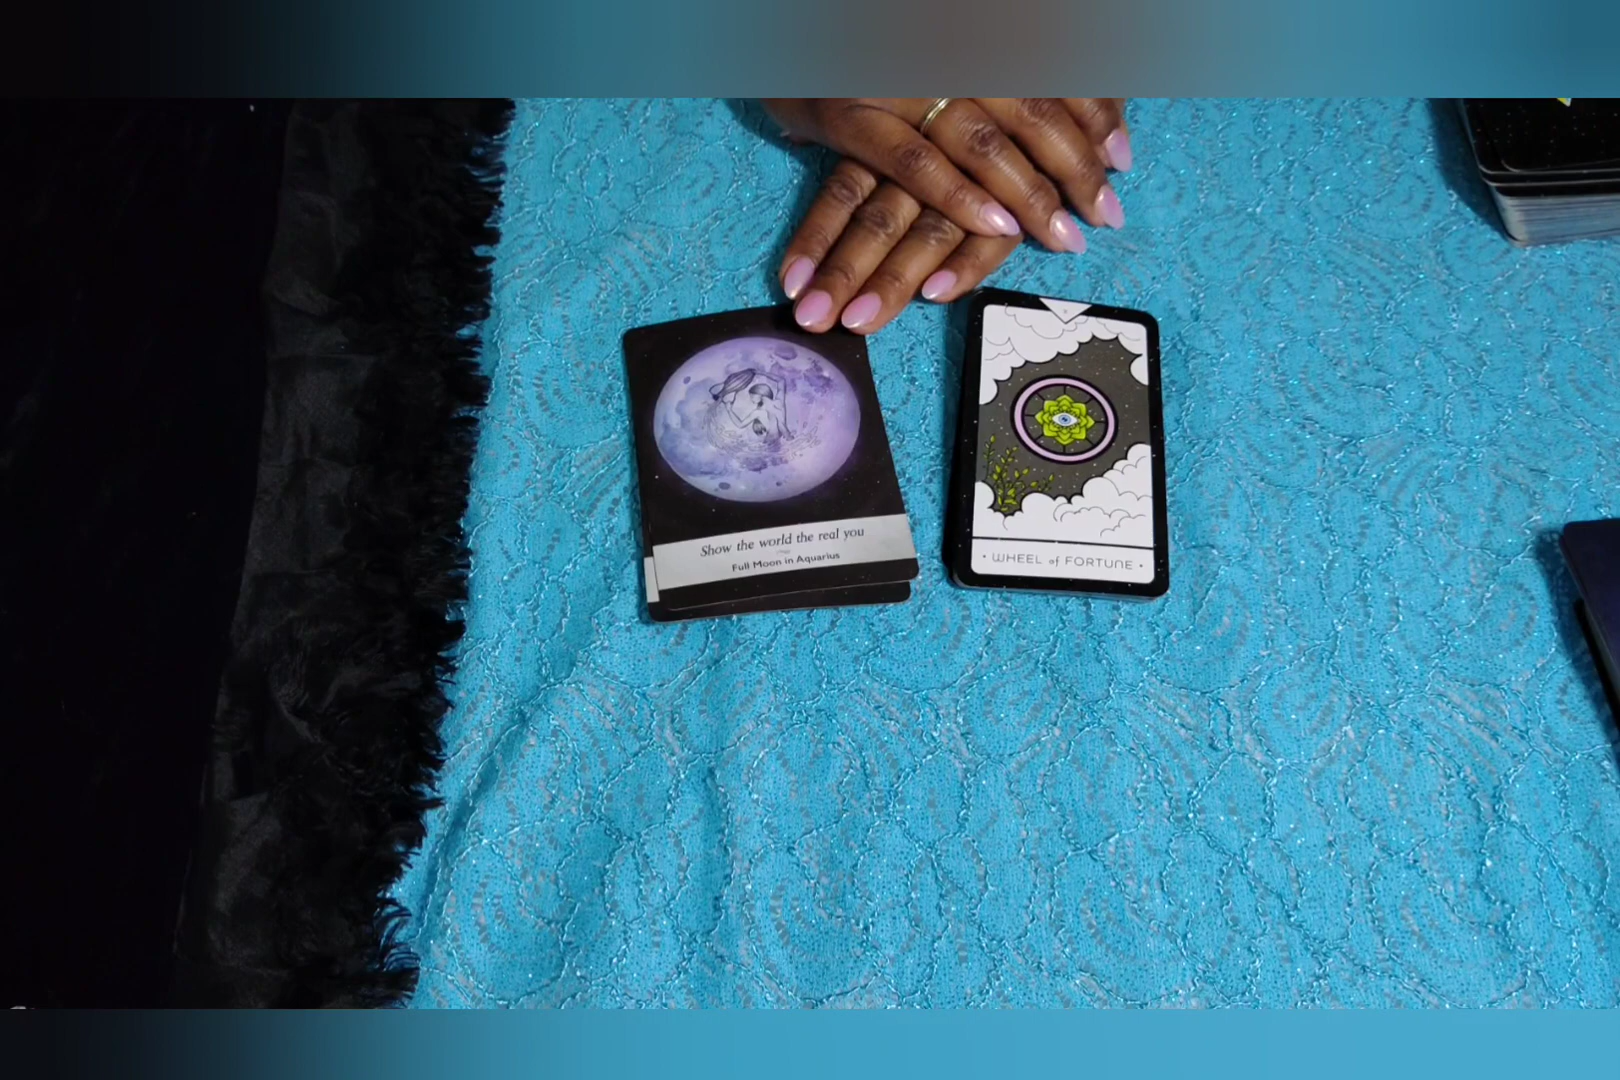 Show the world the real you
Full Moon in Aquarius
• WHEEL of FORTUNE •